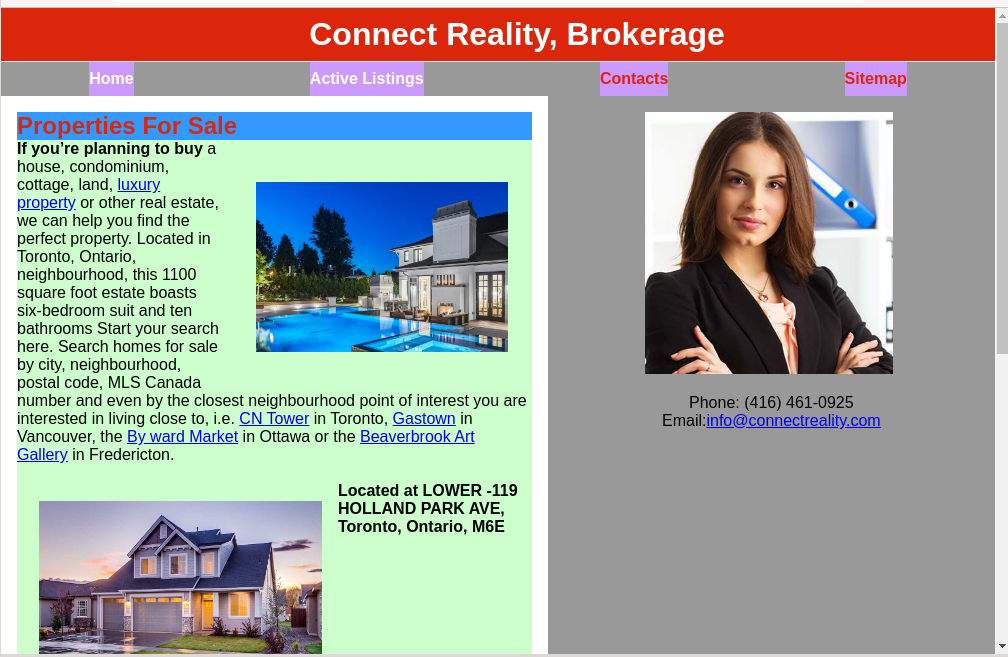 Connect Reality, Brokerage
Home Active Listings Contacts Sitemap
Properties For Sale
If you’re planning to buy a
house, condominium,
cottage, land, luxury
property or other real estate,
we can help you find the
perfect property. Located in
Toronto, Ontario,
neighbourhood, this 1100
square foot estate boasts
six-bedroom suit and ten
bathrooms Start your search
here. Search homes for sale
by city, neighbourhood,
postal code, MLS Canada
number and even by the closest neighbourhood point of interest you are
interested in living close to, i.e. CN Tower in Toronto, Gastown in
Vancouver, the By ward Market in Ottawa or the Beaverbrook Art
Gallery in Fredericton.
Located at LOWER -119
HOLLAND PARK AVE,
Toronto, Ontario, M6E
Phone: (416) 461-0925
Email:info@connectreality.com